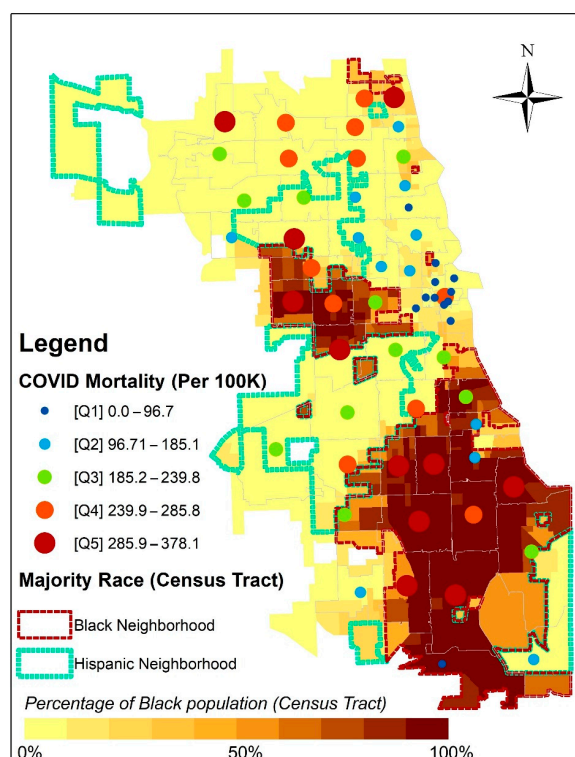 N
Legend
COVID Mortality (Per 100K)
[Q1] 0.0 – 96.7
[Q2] 96.71 – 185.1
[Q3] 185.2 – 239.8
[Q4] 239.9 – 285.8
[Q5] 285.9 – 378.1
Majority Race (Census Tract)
Black Neighborhood
Hispanic Neighborhood
Percentage of Black population (Census Tract)
0% 50% 100%